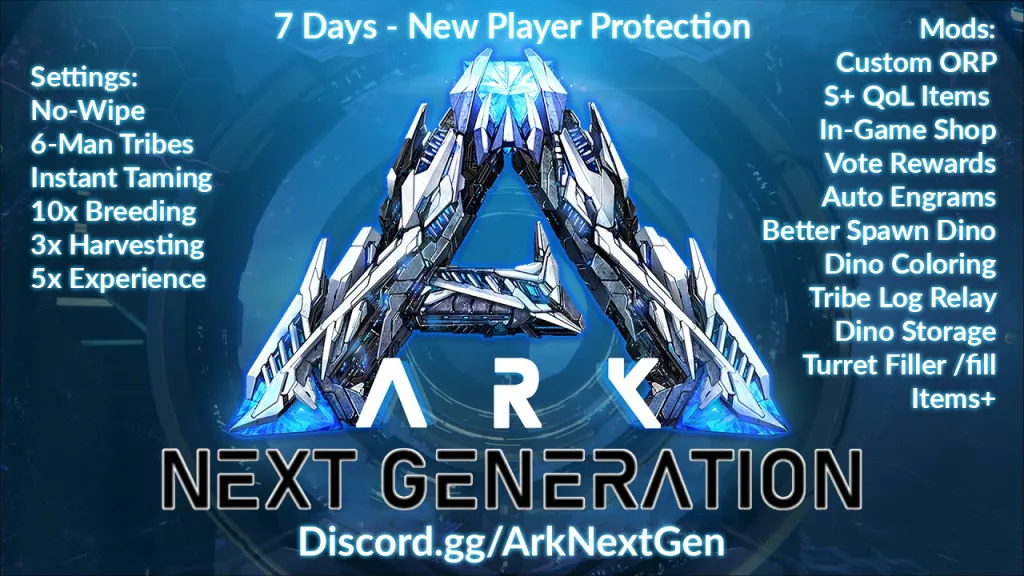 7 Days - New Player Protection
Settings:
No-Wipe
6-Man Tribes
Instant Taming
10x Breeding
3x Harvesting
5x Experience
Mods:
Custom ORP
S+ QoL Items
In-Game Shop
Vote Rewards
Auto Engrams
Better Spawn Dino
Dino Coloring
Tribe Log Relay
Dino Storage
Turret Filler /fill
Items+
ARK
NEXT GENERATION
Discord.gg/ArkNextGen